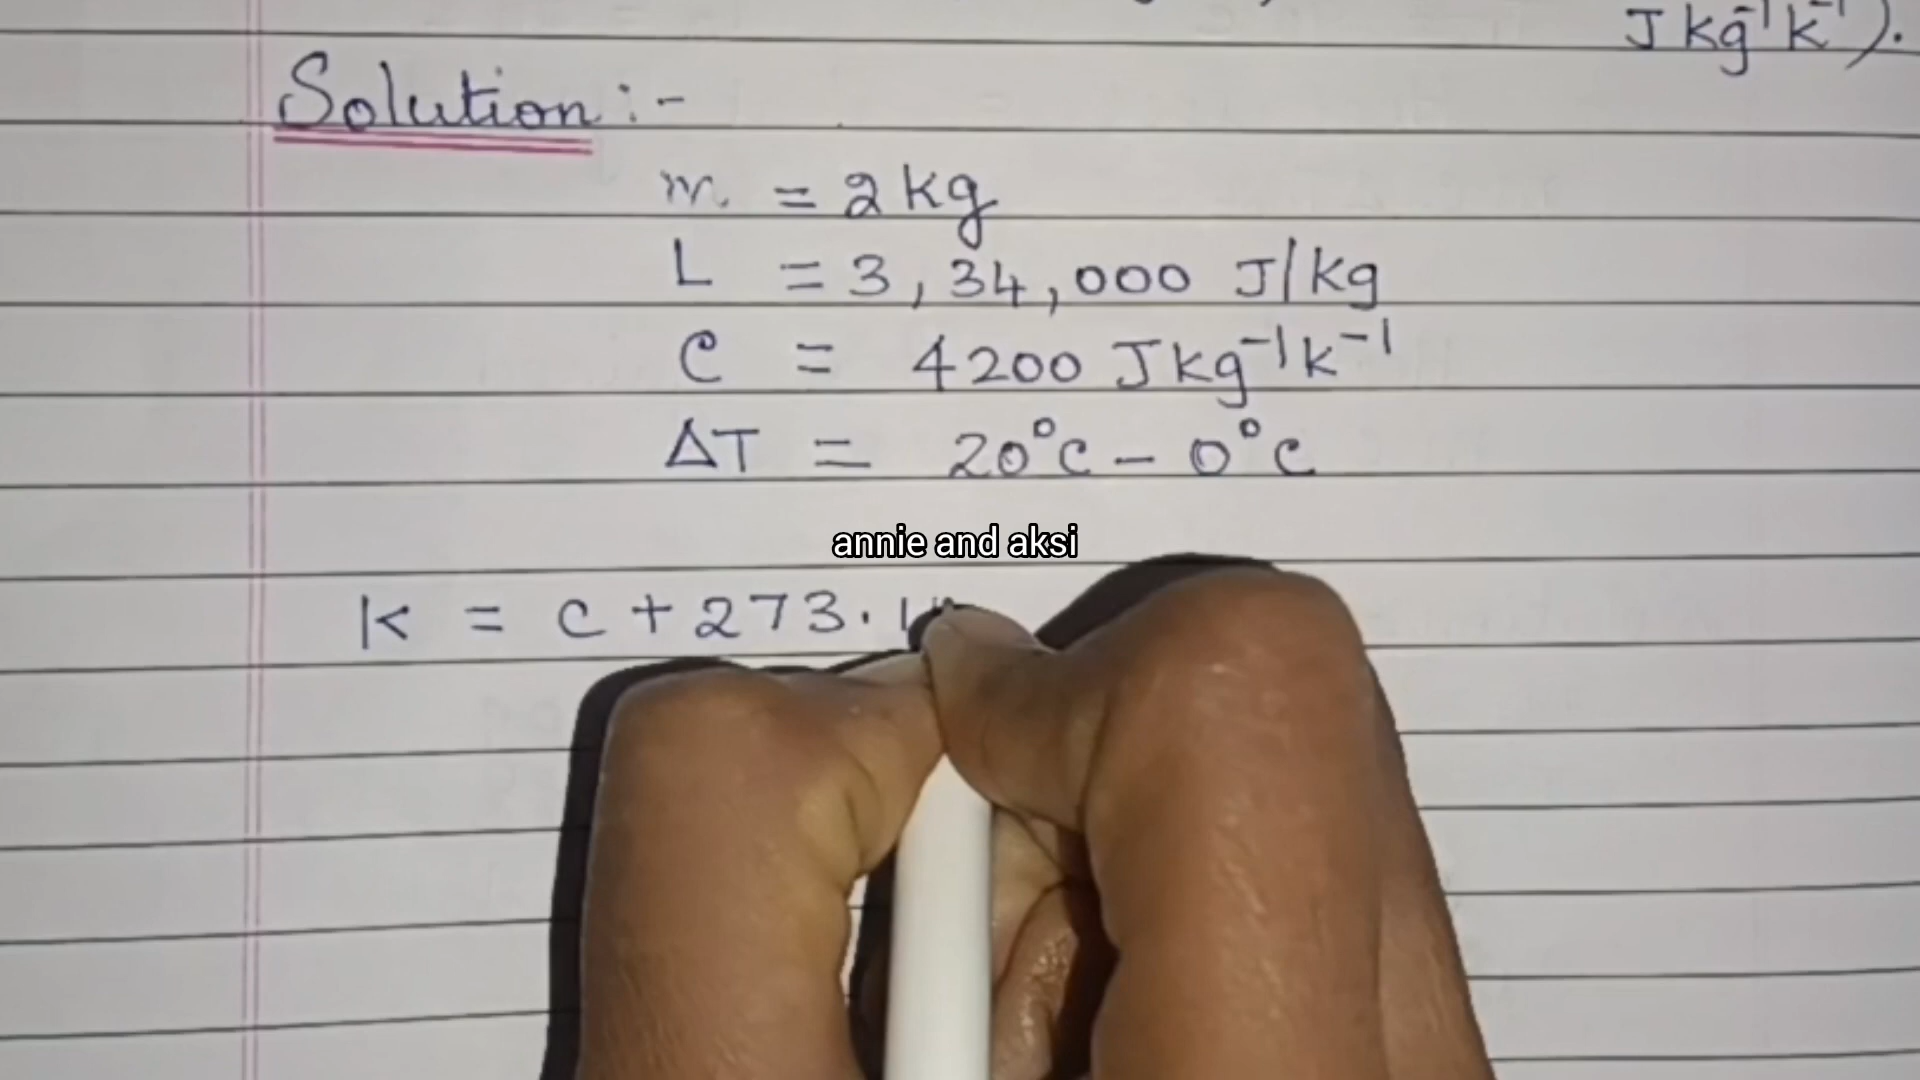 J kg⁻¹ k⁻¹).
Solution :-
m = 2 kg
L = 3,34,000 J/kg
C = 4200 J kg⁻¹ k⁻¹
ΔT = 20°C - 0°C
annie and aksi
K = C + 273.1